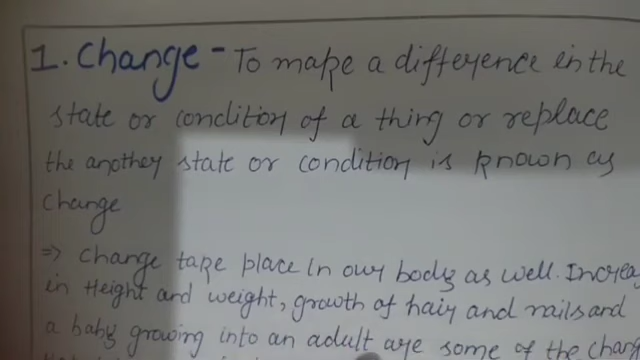 1. Change - To make a difference in the
state or condition of a thing or replace
the another state or condition is known as
change
⇒ Change take place in our body as well. Increas
in Height and weight, growth of hair and nails and
a baby growing into an adult are some of the chang